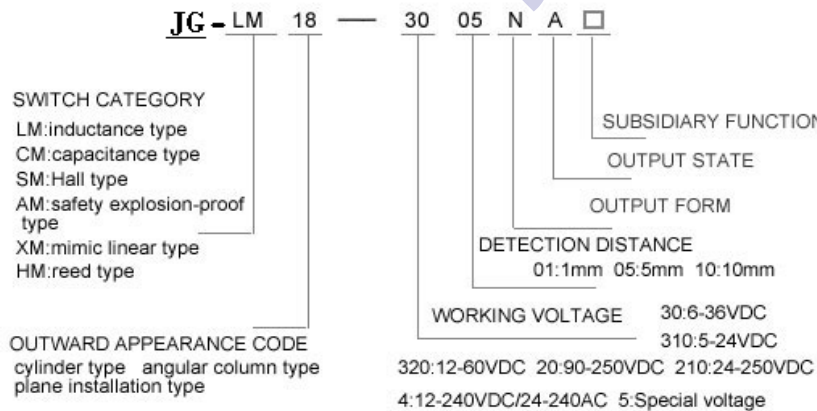 JG-LM 18 — 30 05 N A □
SWITCH CATEGORY
LM:inductance type
CM:capacitance type
SM:Hall type
AM:safety explosion-proof
type
XM:mimic linear type
HM:reed type
OUTWARD APPEARANCE CODE
cylinder type angular column type
plane installation type
SUBSIDIARY FUNCTION
OUTPUT STATE
OUTPUT FORM
DETECTION DISTANCE
01:1mm 05:5mm 10:10mm
WORKING VOLTAGE 30:6-36VDC
310:5-24VDC
320:12-60VDC 20:90-250VDC 210:24-250VDC
4:12-240VDC/24-240AC 5:Special voltage